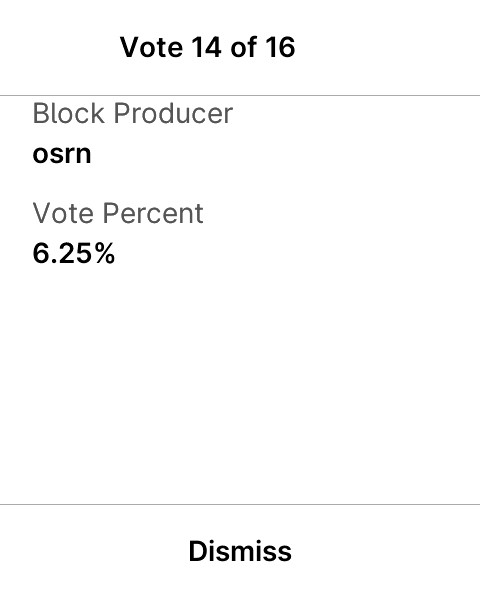 Vote 14 of 16
Block Producer
osrn
Vote Percent
6.25%
Dismiss